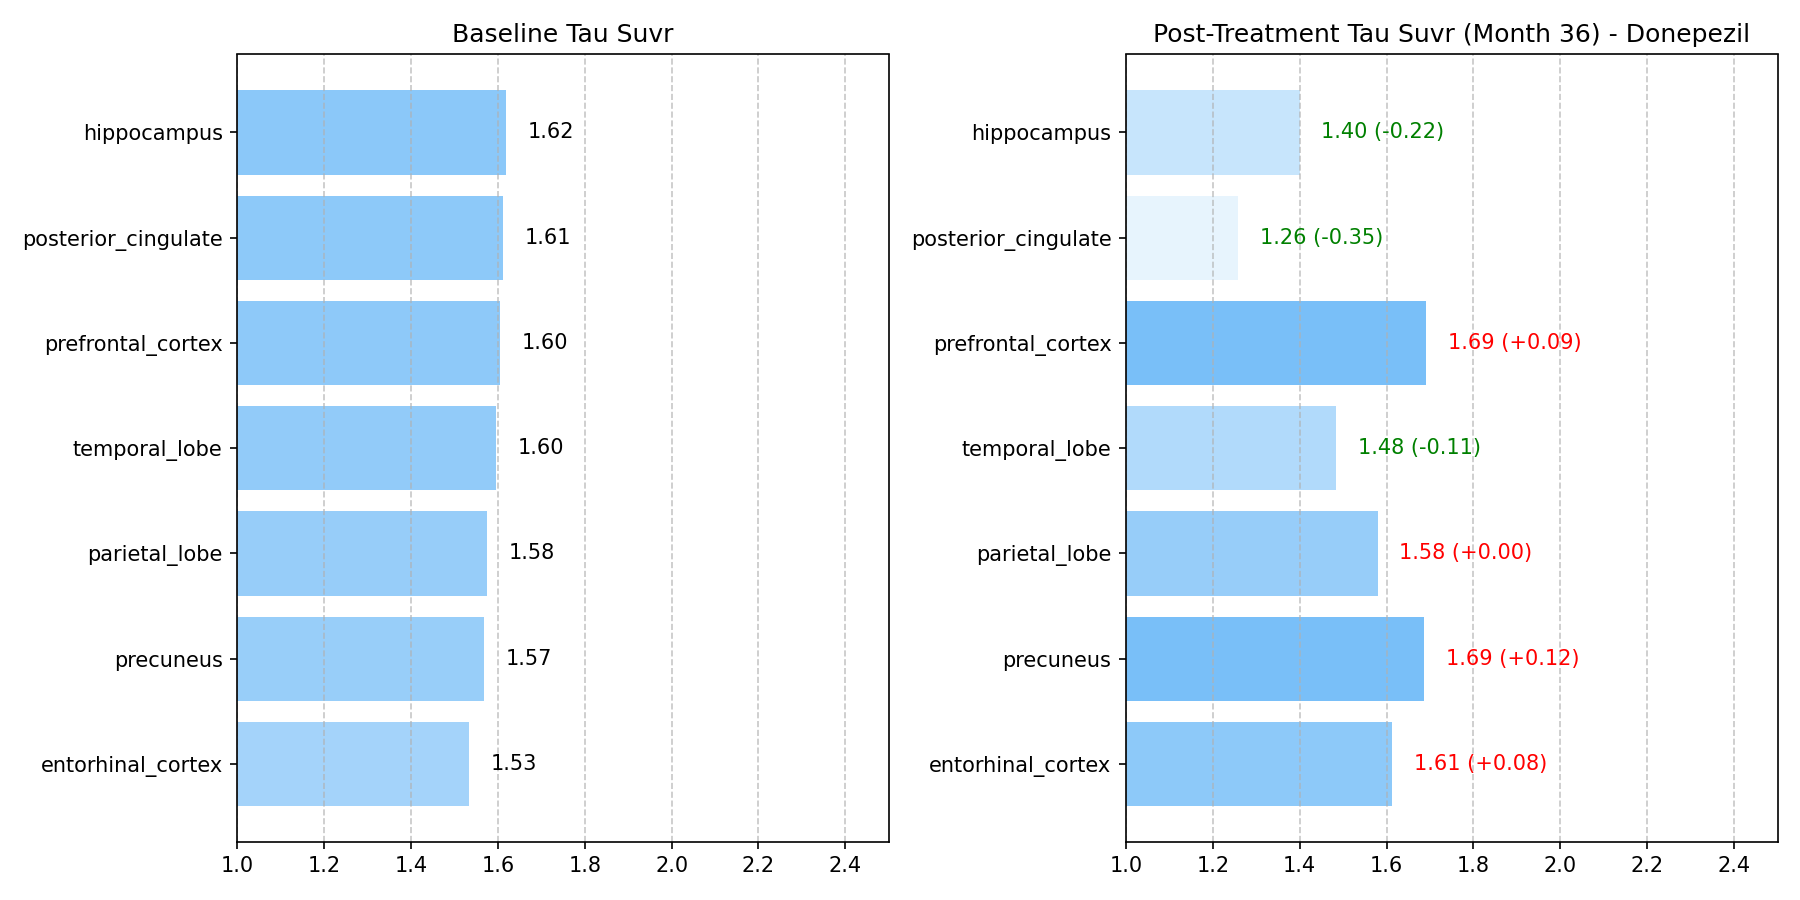 Baseline Tau Suvr
hippocampus
1.62
posterior_cingulate
1.61
prefrontal_cortex
1.60
temporal_lobe
1.60
parietal_lobe
1.58
precuneus
1.57
entorhinal_cortex
1.53
1.0 1.2 1.4 1.6 1.8 2.0 2.2 2.4
Post-Treatment Tau Suvr (Month 36) - Donepezil
hippocampus
1.40 (-0.22)
posterior_cingulate
1.26 (-0.35)
prefrontal_cortex
1.69 (+0.09)
temporal_lobe
1.48 (-0.11)
parietal_lobe
1.58 (+0.00)
precuneus
1.69 (+0.12)
entorhinal_cortex
1.61 (+0.08)
1.0 1.2 1.4 1.6 1.8 2.0 2.2 2.4